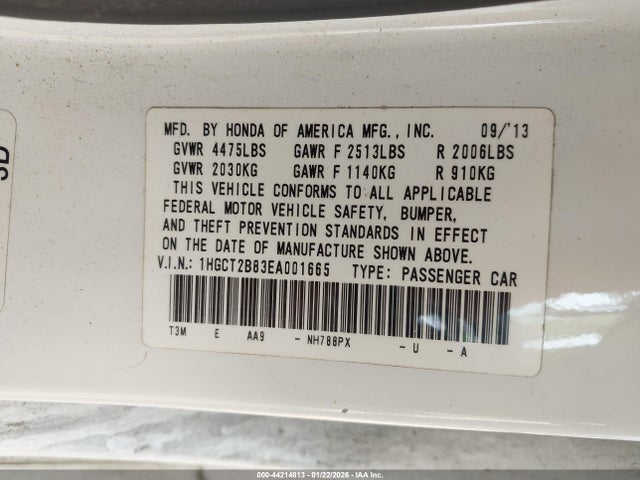 MFD. BY HONDA OF AMERICA MFG., INC. 09/'13
GVWR 4475LBS GAWR F 2513LBS R 2006LBS
GVWR 2030KG GAWR F 1140KG R 910KG
THIS VEHICLE CONFORMS TO ALL APPLICABLE
FEDERAL MOTOR VEHICLE SAFETY, BUMPER,
AND THEFT PREVENTION STANDARDS IN EFFECT
ON THE DATE OF MANUFACTURE SHOWN ABOVE.
V.I.N.: 1HGCT2B83EA001665 TYPE: PASSENGER CAR
T3M E AA9 - NH788PX - U - A
000-44214813 - 01/22/2026 - IAA Inc.